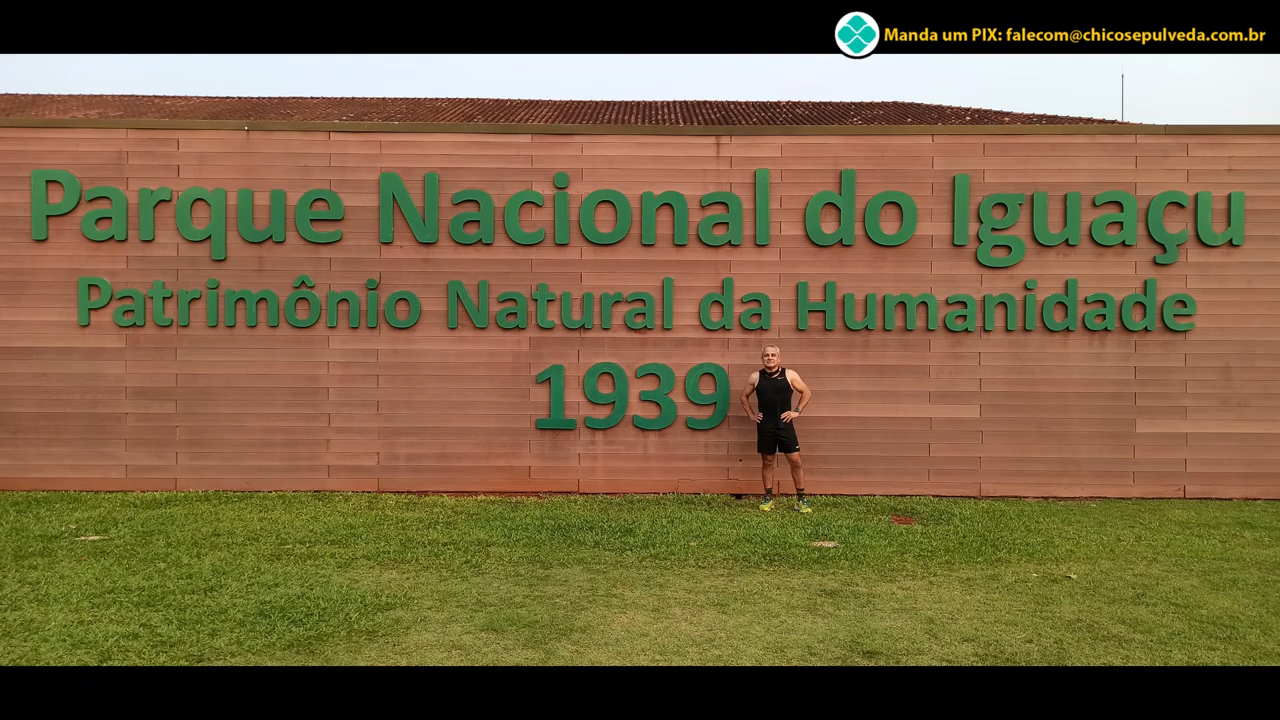 Manda um PIX: falecom@chicosepulveda.com.br
Parque Nacional do Iguaçu
Patrimônio Natural da Humanidade
1939